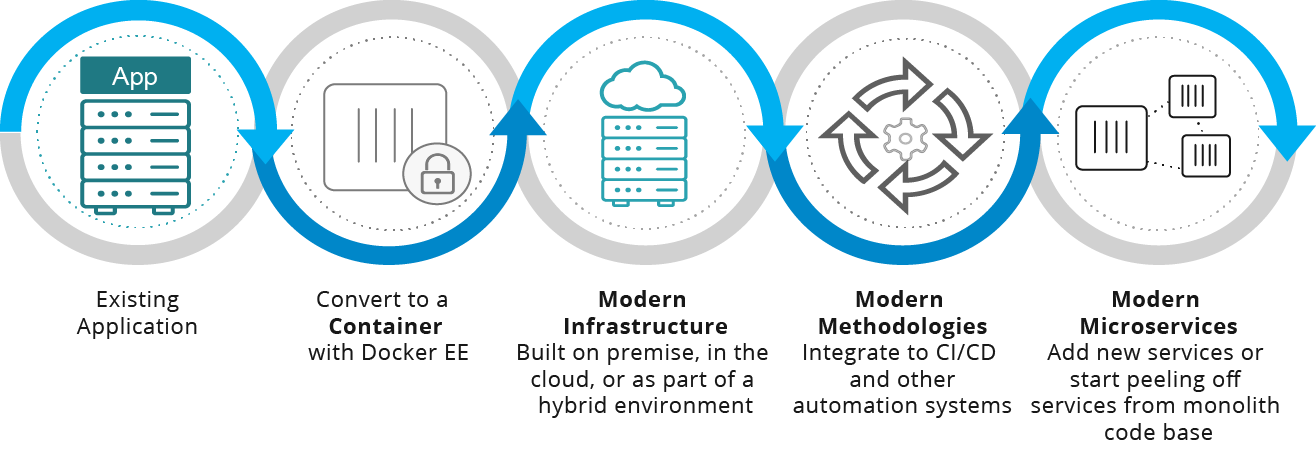 App
Existing
Application
Convert to a
Container
with Docker EE
Modern
Infrastructure
Built on premise, in the
cloud, or as part of a
hybrid environment
Modern
Methodologies
Integrate to CI/CD
and other
automation systems
Modern
Microservices
Add new services or
start peeling off
services from monolith
code base